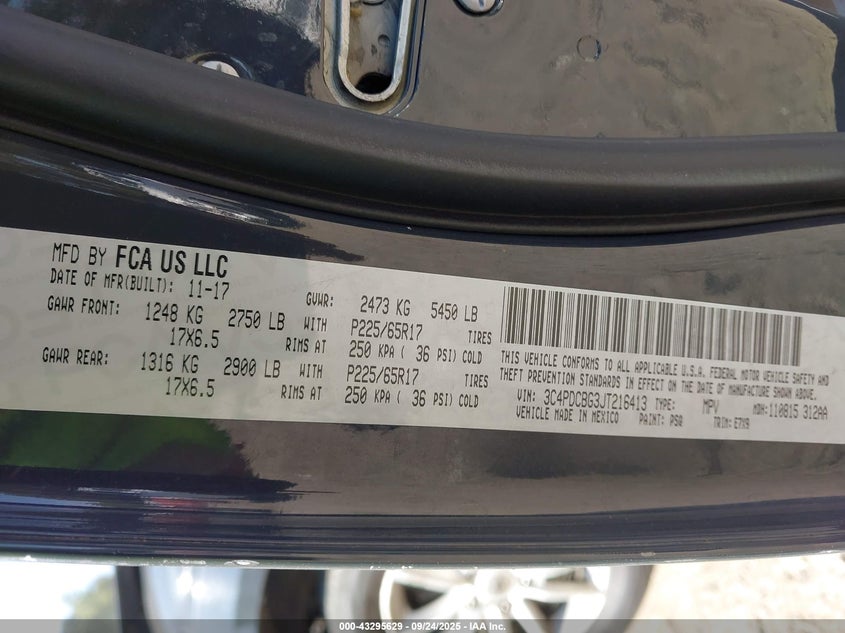 MFD BY FCA US LLC
DATE OF MFR(BUILT): 11-17
GVWR: 2473 KG 5450 LB
GAWR FRONT: 1248 KG 2750 LB WITH P225/65R17 TIRES
17X6.5 RIMS AT 250 KPA ( 36 PSI) COLD
GAWR REAR: 1316 KG 2900 LB WITH P225/65R17 TIRES
17X6.5 RIMS AT 250 KPA ( 36 PSI) COLD
THIS VEHICLE CONFORMS TO ALL APPLICABLE U.S.A. FEDERAL MOTOR VEHICLE SAFETY AND
THEFT PREVENTION STANDARDS IN EFFECT ON THE DATE OF MANUFACTURE SHOWN ABOVE.
VIN: 3C4PDCBG3JT216413 TYPE: MPV MDH:110815 312AA
VEHICLE MADE IN MEXICO PAINT: PSQ TRIM: E7X9
000-43295629 - 09/24/2025 - IAA Inc.